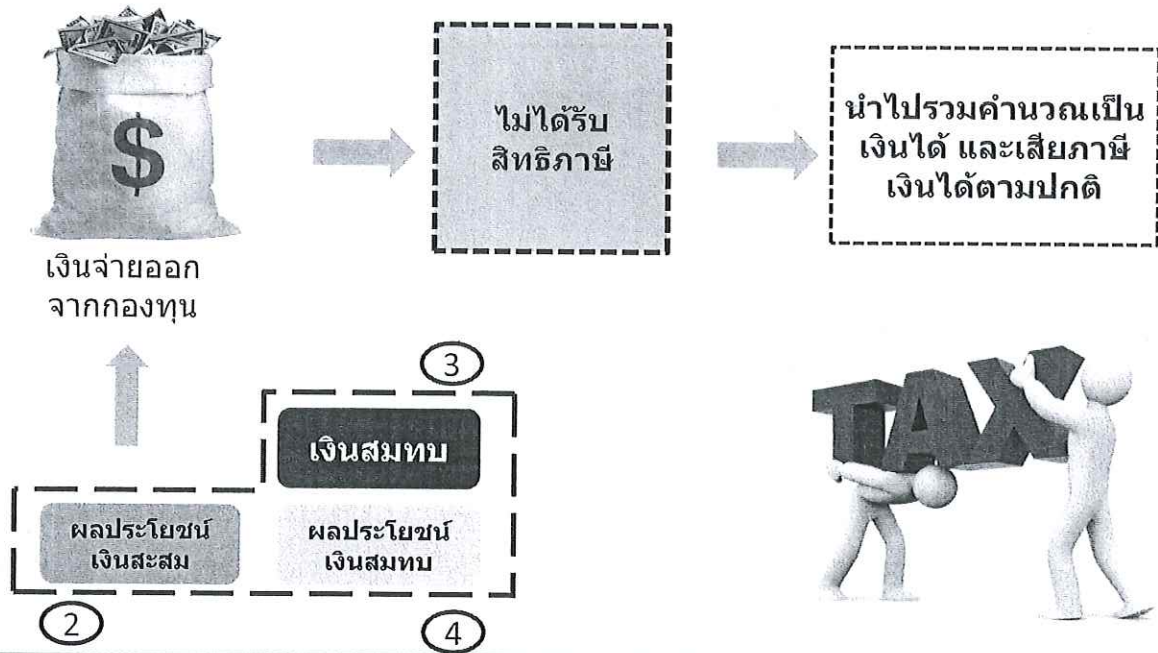 $
เงินจ่ายออก
จากกองทุน
ไม่ได้รับ
สิทธิภาษี
นำไปรวมคำนวณเป็น
เงินได้ และเสียภาษี
เงินได้ตามปกติ
3
เงินสมทบ
ผลประโยชน์
เงินสะสม
ผลประโยชน์
เงินสมทบ
2
4
TAX